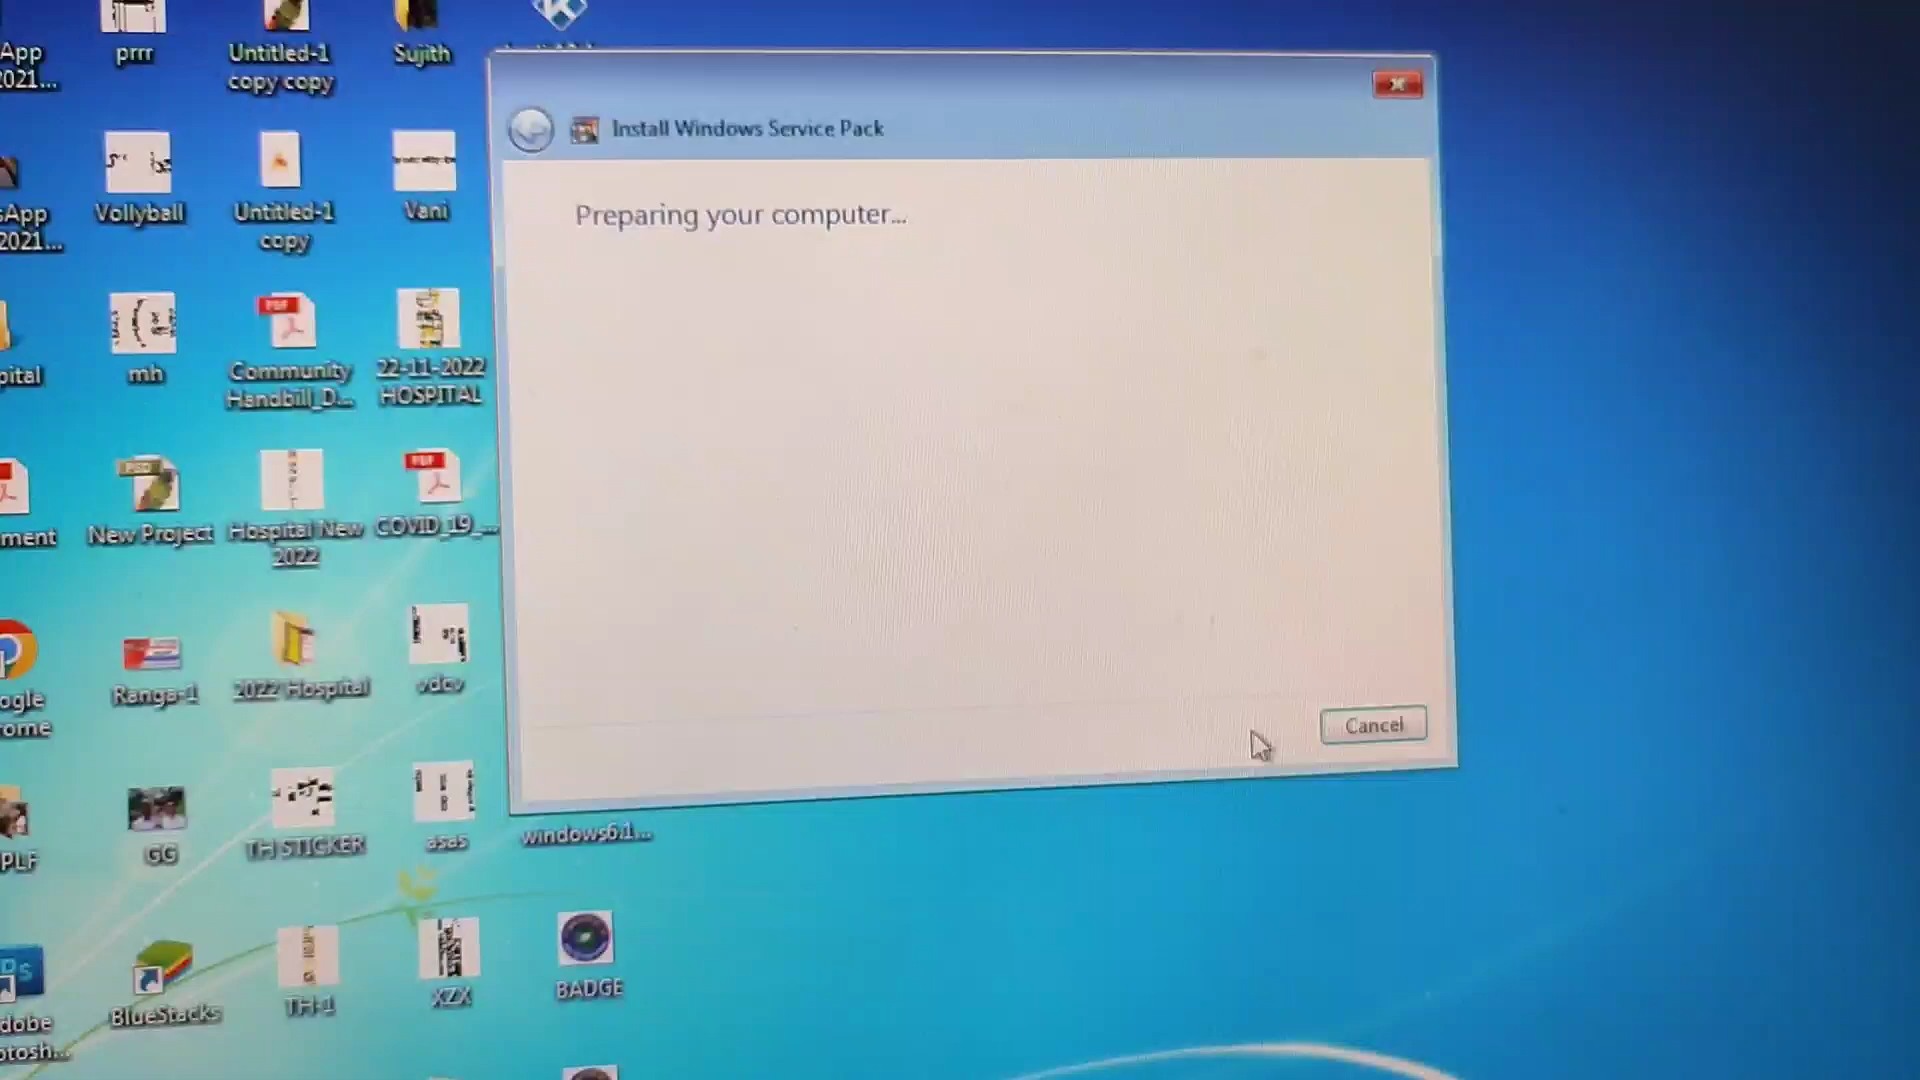 App
2021...
prrr
Untitled-1
copy copy
Sujith
Install Windows Service Pack
Preparing your computer...
sApp
2021...
Vollyball
Untitled-1
copy
Vani
pital
mh
PDF
Community
Handbill_D...
22-11-2022
HOSPITAL
ment
New Project
Hospital New
2022
PDF
COVID_19_...
ogle
rome
Ranga-1
2022 Hospital
vdcv
Cancel
PLF
GG
TH STICKER
asas
windows6.1...
dobe
otosh...
BlueStacks
TH-1
XZX
BADGE